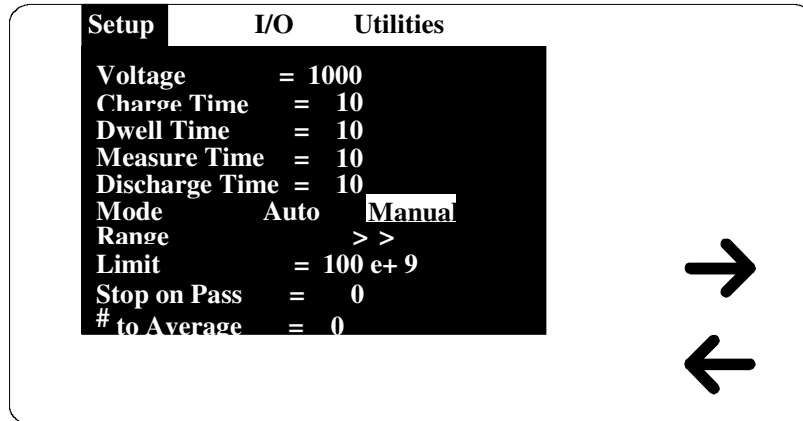 Setup I/O Utilities
Voltage = 1000
Charge Time = 10
Dwell Time = 10
Measure Time = 10
Discharge Time = 10
Mode Auto Manual
Range > >
Limit = 100 e+ 9
Stop on Pass = 0
# to Average = 0